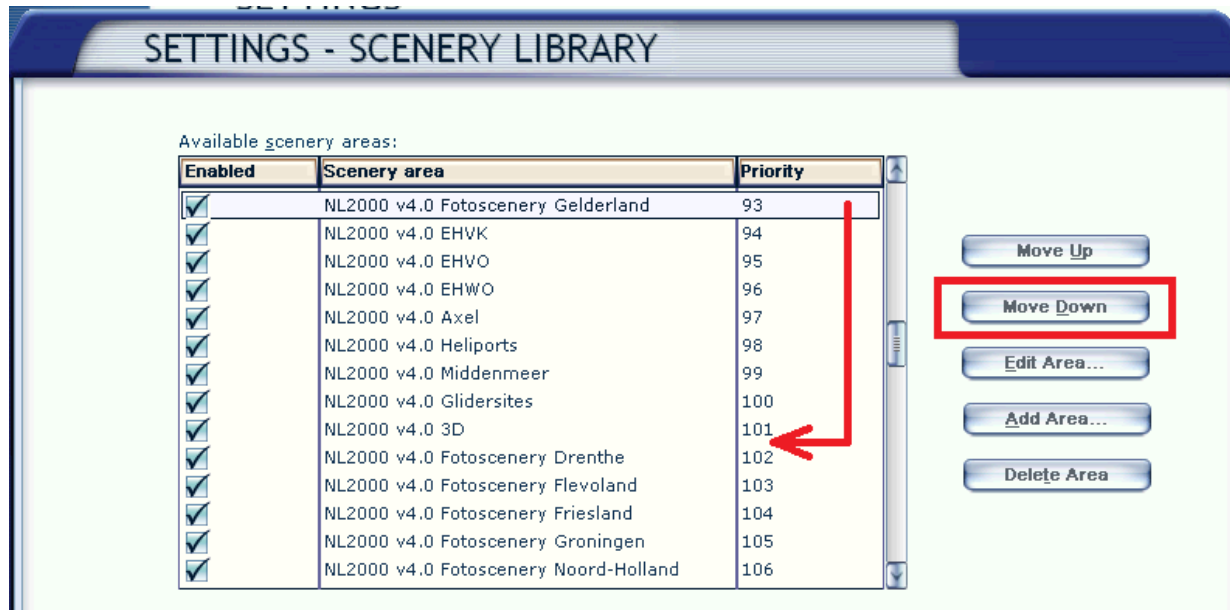 SETTINGS
SETTINGS - SCENERY LIBRARY
Available scenery areas:
Enabled Scenery area Priority
NL2000 v4.0 Fotoscenery Gelderland 93
NL2000 v4.0 EHVK 94
NL2000 v4.0 EHVO 95
NL2000 v4.0 EHWO 96
NL2000 v4.0 Axel 97
NL2000 v4.0 Heliports 98
NL2000 v4.0 Middenmeer 99
NL2000 v4.0 Glidersites 100
NL2000 v4.0 3D 101
NL2000 v4.0 Fotoscenery Drenthe 102
NL2000 v4.0 Fotoscenery Flevoland 103
NL2000 v4.0 Fotoscenery Friesland 104
NL2000 v4.0 Fotoscenery Groningen 105
NL2000 v4.0 Fotoscenery Noord-Holland 106
Move Up
Move Down
Edit Area...
Add Area...
Delete Area